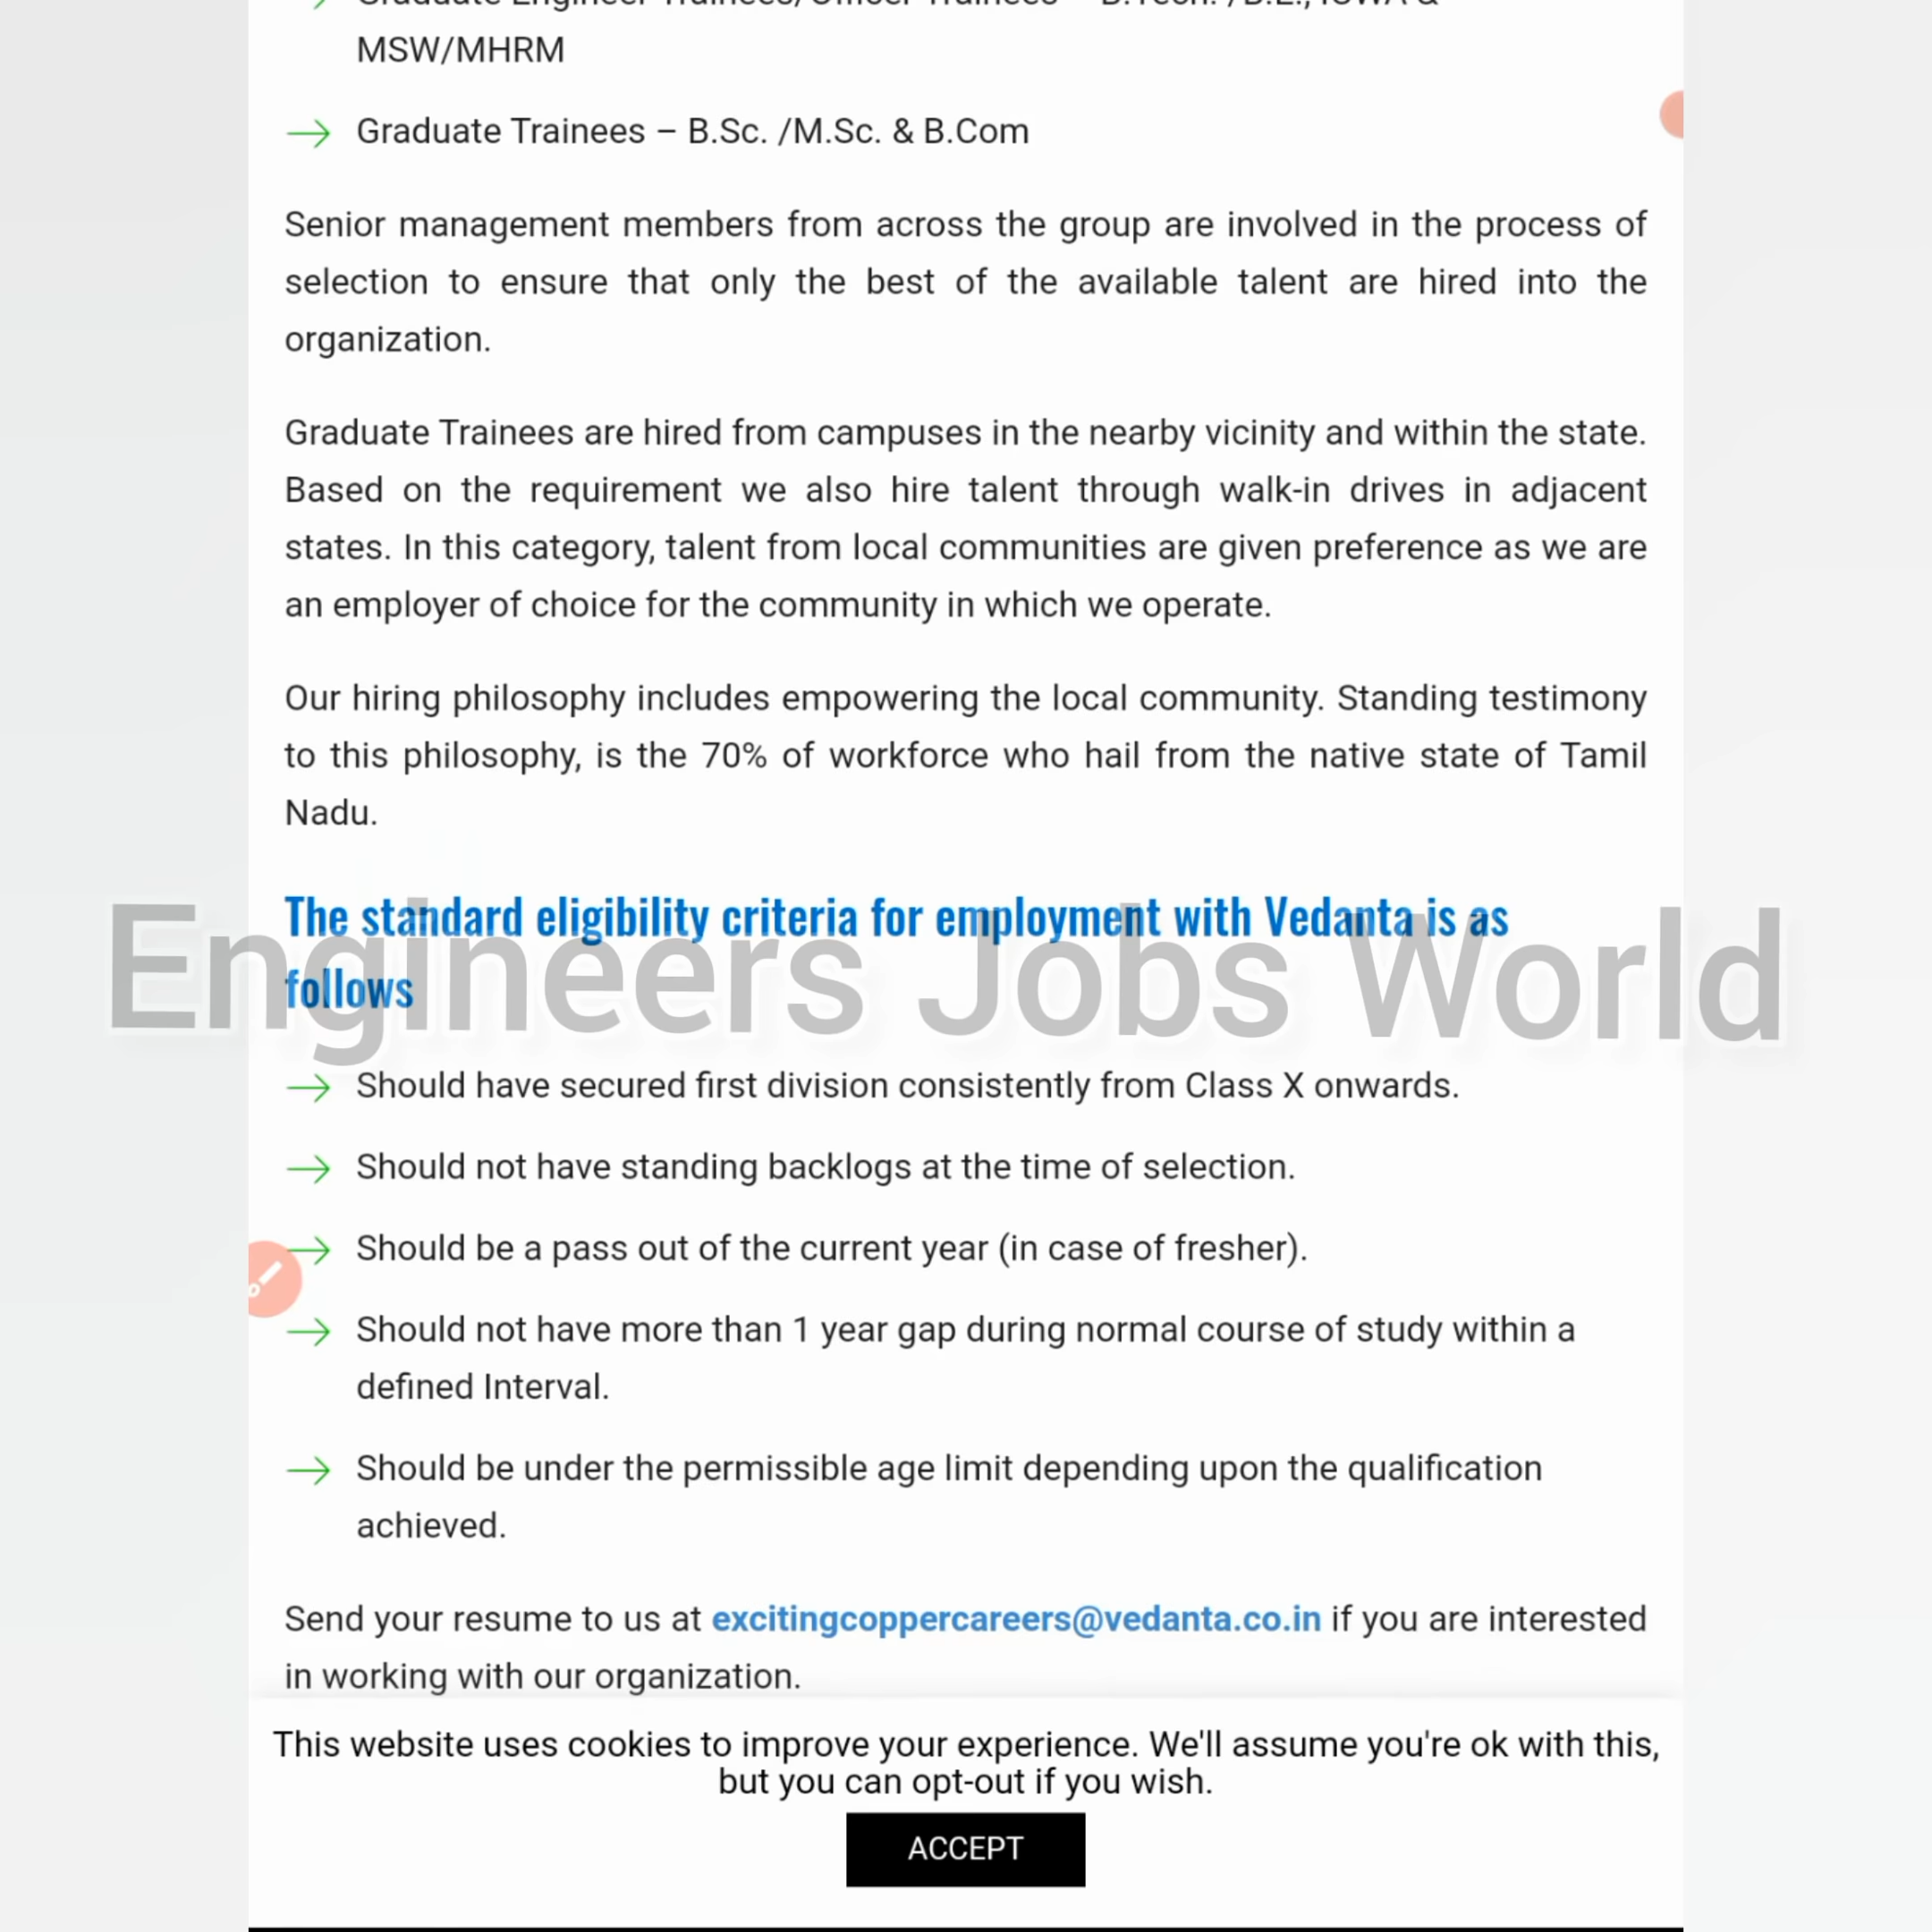 Graduate Engineer Trainees/Officer Trainees – B.Tech. /B.E., ICWA &
MSW/MHRM
Graduate Trainees – B.Sc. /M.Sc. & B.Com
Senior management members from across the group are involved in the process of
selection to ensure that only the best of the available talent are hired into the
organization.
Graduate Trainees are hired from campuses in the nearby vicinity and within the state.
Based on the requirement we also hire talent through walk-in drives in adjacent
states. In this category, talent from local communities are given preference as we are
an employer of choice for the community in which we operate.
Our hiring philosophy includes empowering the local community. Standing testimony
to this philosophy, is the 70% of workforce who hail from the native state of Tamil
Nadu.
The standard eligibility criteria for employment with Vedanta is as
follows
Engineers Jobs World
Should have secured first division consistently from Class X onwards.
Should not have standing backlogs at the time of selection.
Should be a pass out of the current year (in case of fresher).
Should not have more than 1 year gap during normal course of study within a
defined Interval.
Should be under the permissible age limit depending upon the qualification
achieved.
Send your resume to us at excitingcoppercareers@vedanta.co.in if you are interested
in working with our organization.
This website uses cookies to improve your experience. We'll assume you're ok with this,
but you can opt-out if you wish.
ACCEPT